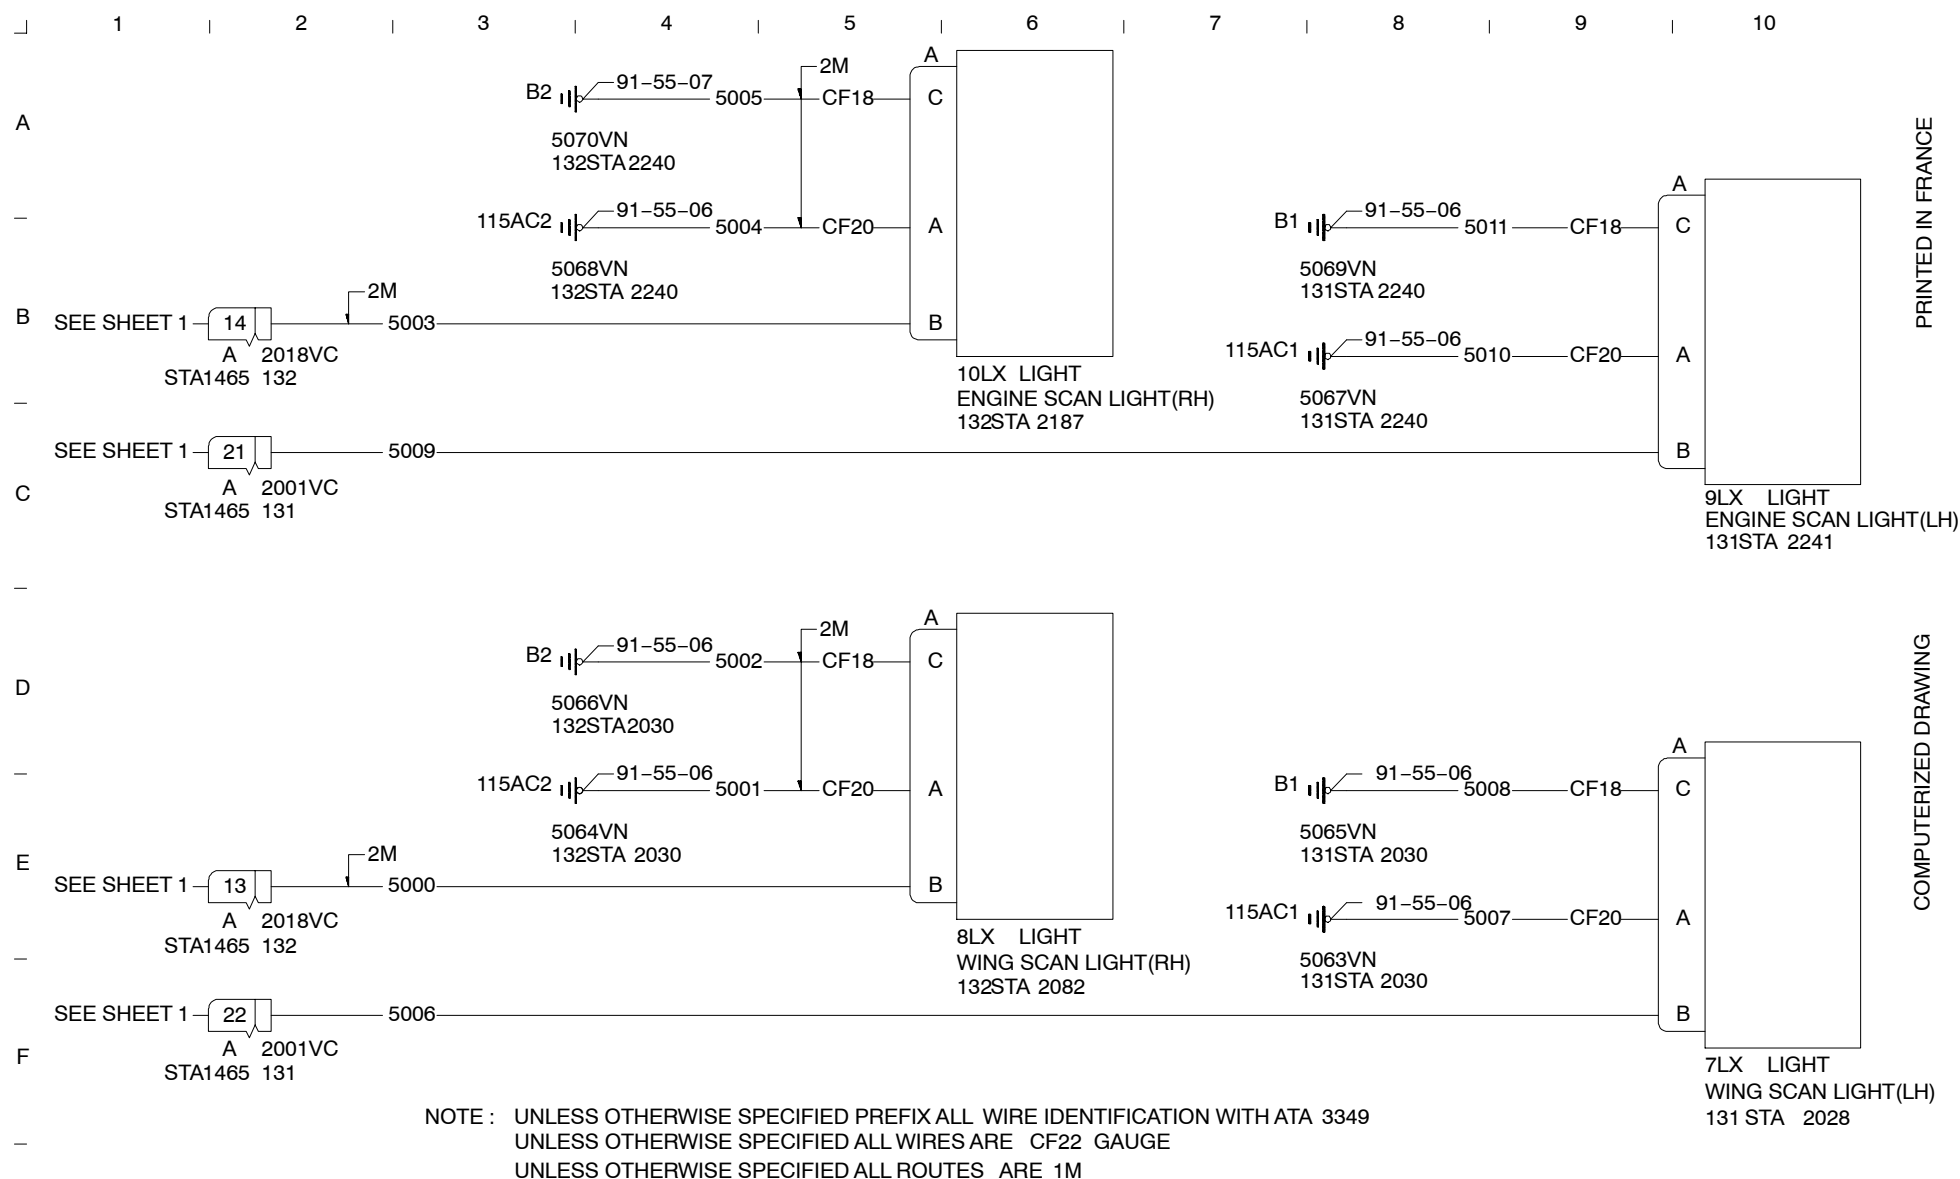 1 2 3 4 5 6 7 8 9 10
A
B
C
D
E
F
B2 91–55–07 5005 CF18 2M
5070VN
132STA 2240
115AC2 91–55–06 5004 CF20
5068VN
132STA 2240
SEE SHEET 1 14 2M 5003
A 2018VC
STA1465 132
A
C
A
B
10LX LIGHT
ENGINE SCAN LIGHT(RH)
132STA 2187
B1 91–55–06 5011 CF18
5069VN
131STA 2240
115AC1 91–55–06 5010 CF20
5067VN
131STA 2240
SEE SHEET 1 21 5009
A 2001VC
STA1465 131
A
C
A
B
9LX LIGHT
ENGINE SCAN LIGHT(LH)
131STA 2241
B2 91–55–06 5002 CF18 2M
5066VN
132STA2030
115AC2 91–55–06 5001 CF20
5064VN
132STA 2030
SEE SHEET 1 13 2M 5000
A 2018VC
STA1465 132
A
C
A
B
8LX LIGHT
WING SCAN LIGHT(RH)
132STA 2082
B1 91–55–06 5008 CF18
5065VN
131STA 2030
115AC1 91–55–06 5007 CF20
5063VN
131STA 2030
SEE SHEET 1 22 5006
A 2001VC
STA1465 131
A
C
A
B
7LX LIGHT
WING SCAN LIGHT(LH)
131 STA 2028
PRINTED IN FRANCE
COMPUTERIZED DRAWING
NOTE : UNLESS OTHERWISE SPECIFIED PREFIX ALL WIRE IDENTIFICATION WITH ATA 3349
UNLESS OTHERWISE SPECIFIED ALL WIRES ARE CF22 GAUGE
UNLESS OTHERWISE SPECIFIED ALL ROUTES ARE 1M